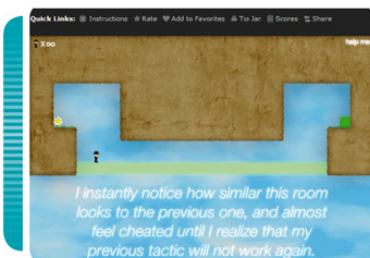 Quick Links: Instructions Rate Add to Favorites Tip Jar Scores Share
X 00
help me
I instantly notice how similar this room
looks to the previous one, and almost
feel cheated until I realize that my
previous tactic will not work again.